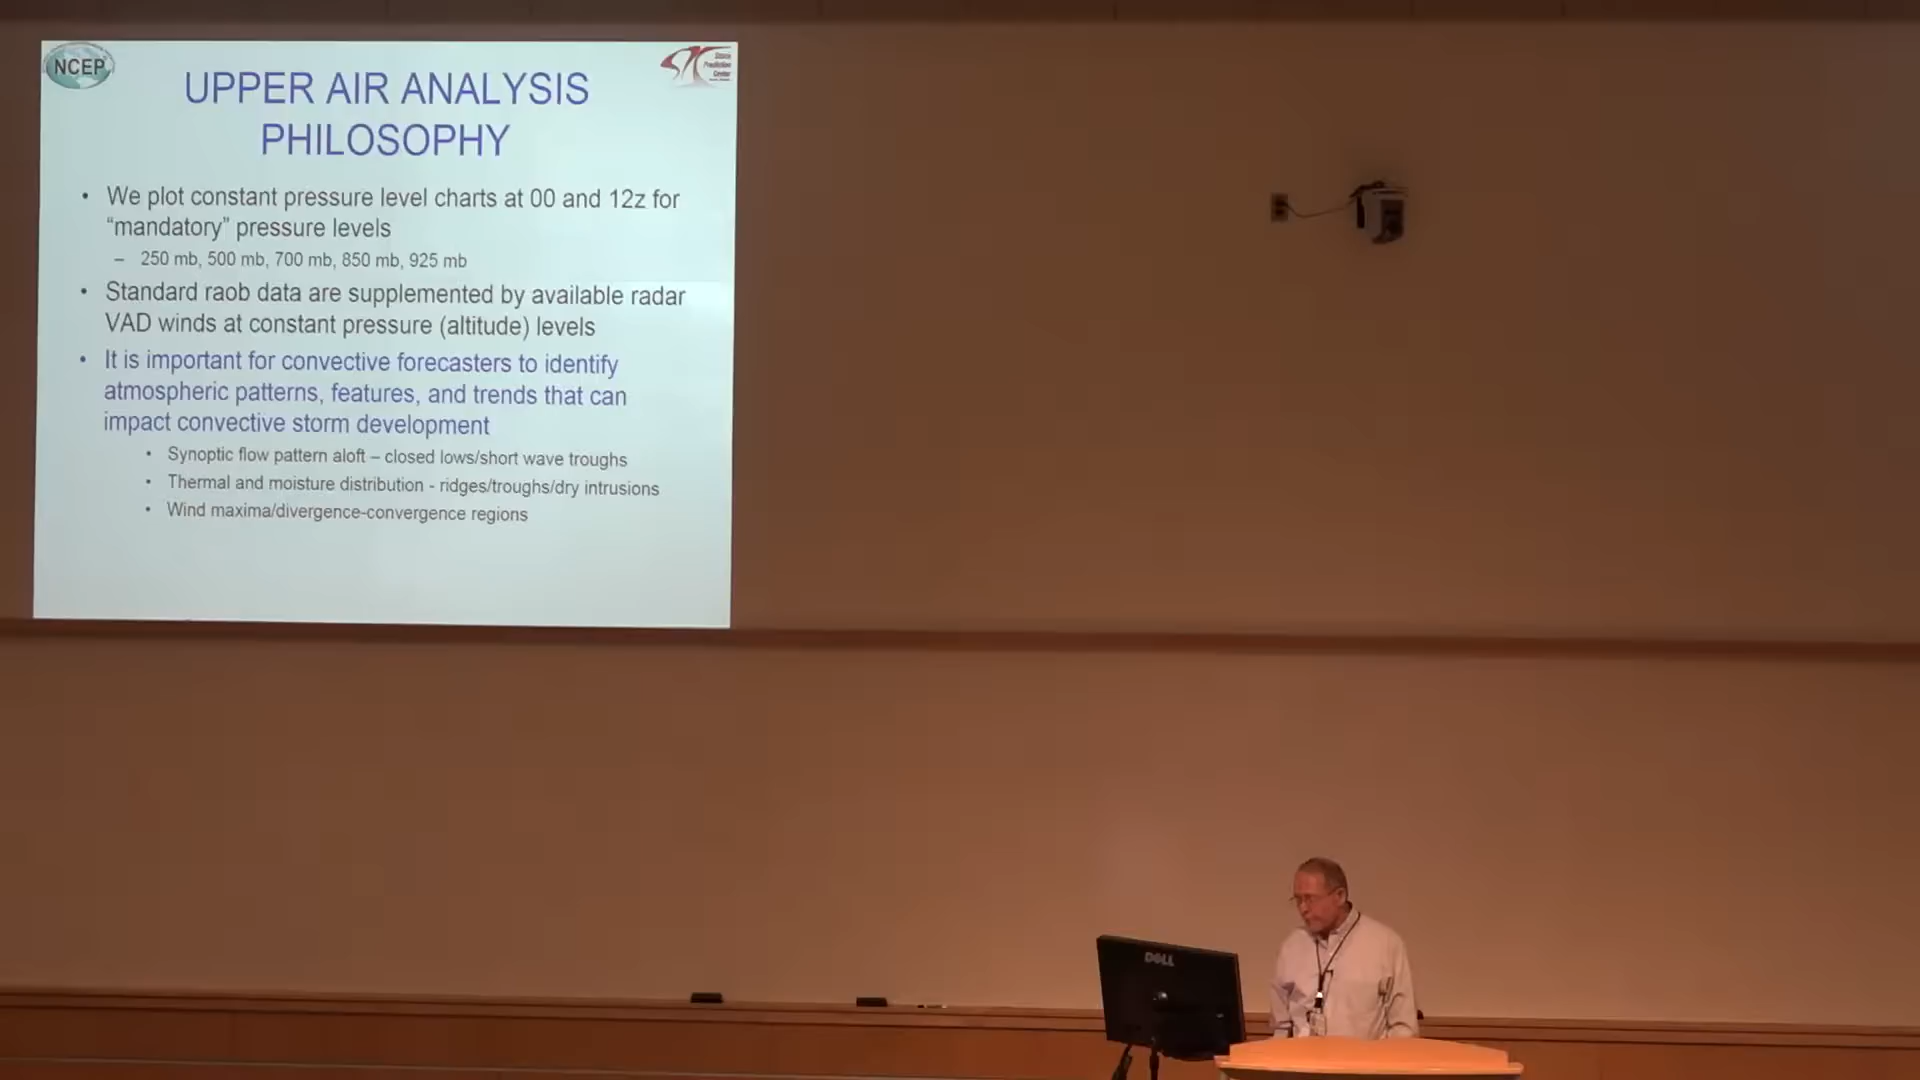 NCEP
Storm
Prediction
Center
UPPER AIR ANALYSIS
PHILOSOPHY
• We plot constant pressure level charts at 00 and 12z for
“mandatory” pressure levels
– 250 mb, 500 mb, 700 mb, 850 mb, 925 mb
• Standard raob data are supplemented by available radar
VAD winds at constant pressure (altitude) levels
• It is important for convective forecasters to identify
atmospheric patterns, features, and trends that can
impact convective storm development
• Synoptic flow pattern aloft – closed lows/short wave troughs
• Thermal and moisture distribution - ridges/troughs/dry intrusions
• Wind maxima/divergence-convergence regions
DELL